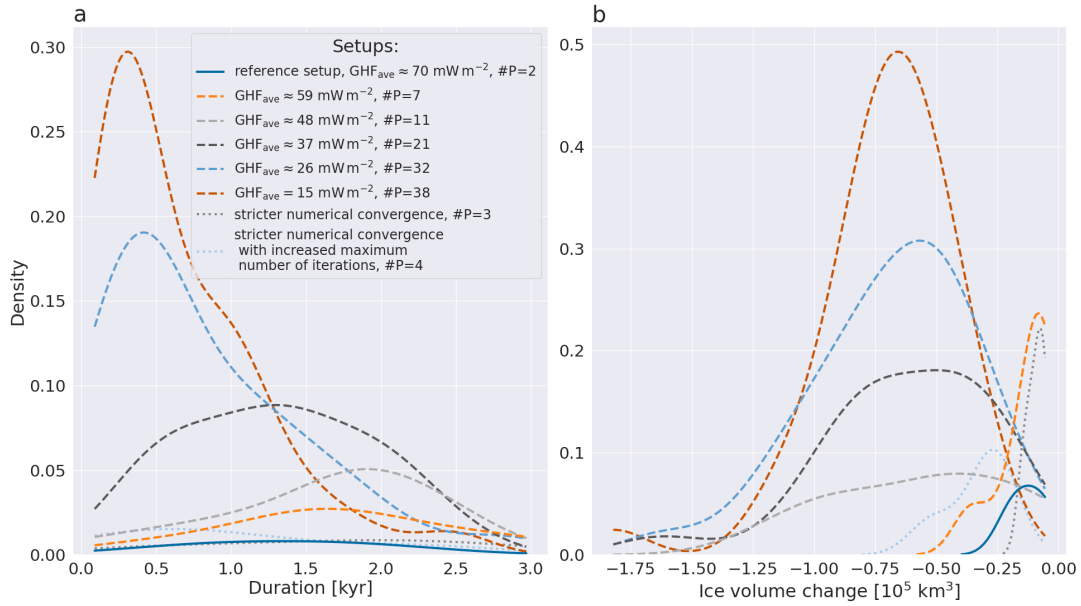 a
b
0.30
0.25
0.20
0.15
0.10
0.05
0.00
Density
Setups:
reference setup, GHF_ave ≈ 70 mW m⁻², #P=2
GHF_ave ≈ 59 mW m⁻², #P=7
GHF_ave ≈ 48 mW m⁻², #P=11
GHF_ave ≈ 37 mW m⁻², #P=21
GHF_ave ≈ 26 mW m⁻², #P=32
GHF_ave = 15 mW m⁻², #P=38
stricter numerical convergence, #P=3
stricter numerical convergence
with increased maximum
number of iterations, #P=4
0.0 0.5 1.0 1.5 2.0 2.5 3.0
Duration [kyr]
0.5
0.4
0.3
0.2
0.1
0.0
−1.75 −1.50 −1.25 −1.00 −0.75 −0.50 −0.25 0.00
Ice volume change [10⁵ km³]